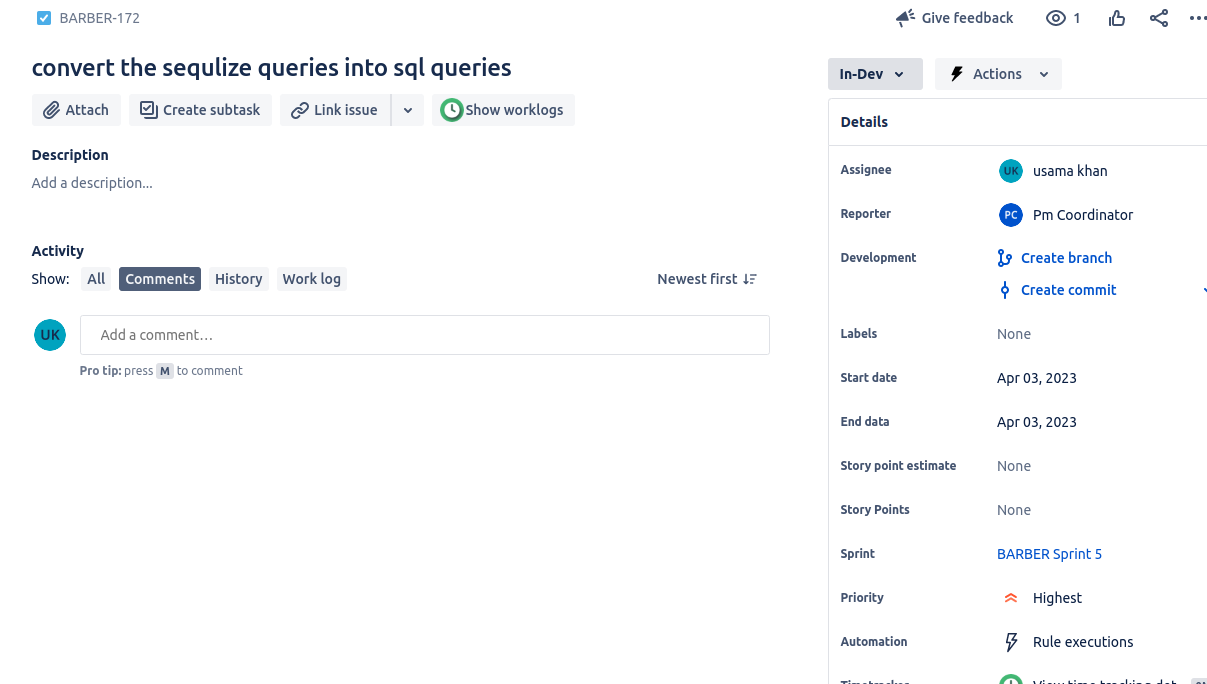 BARBER-172
Give feedback
1
convert the sequlize queries into sql queries
In-Dev
Actions
Attach
Create subtask
Link issue
Show worklogs
Description
Add a description...
Activity
Show:
All
Comments
History
Work log
Newest first
UK
Add a comment…
Pro tip: press M to comment
Details
Assignee
UK
usama khan
Reporter
PC
Pm Coordinator
Development
Create branch
Create commit
Labels
None
Start date
Apr 03, 2023
End data
Apr 03, 2023
Story point estimate
None
Story Points
None
Sprint
BARBER Sprint 5
Priority
Highest
Automation
Rule executions